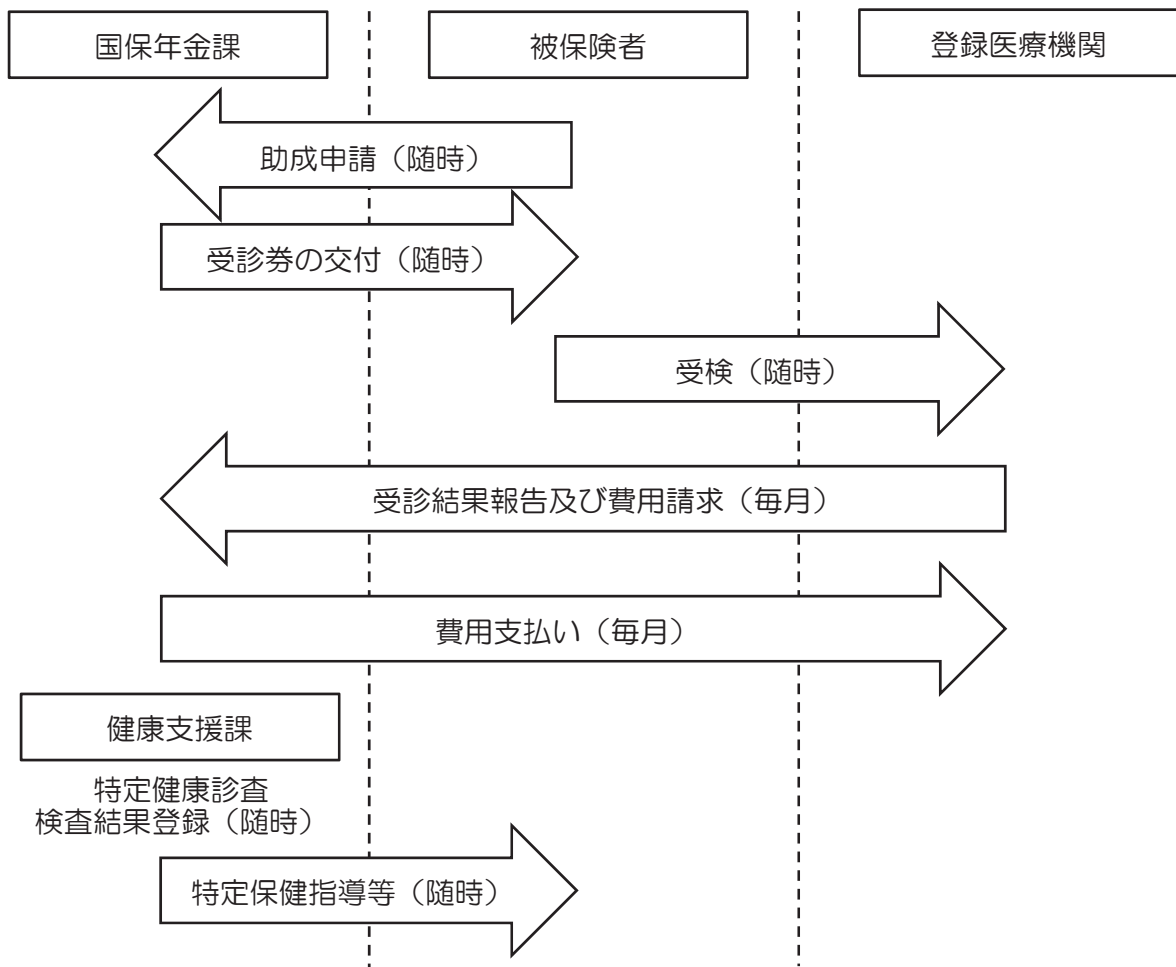 国保年金課
被保険者
登録医療機関
助成申請（随時）
受診券の交付（随時）
受検（随時）
受診結果報告及び費用請求（毎月）
費用支払い（毎月）
健康支援課
特定健康診査
検査結果登録（随時）
特定保健指導等（随時）